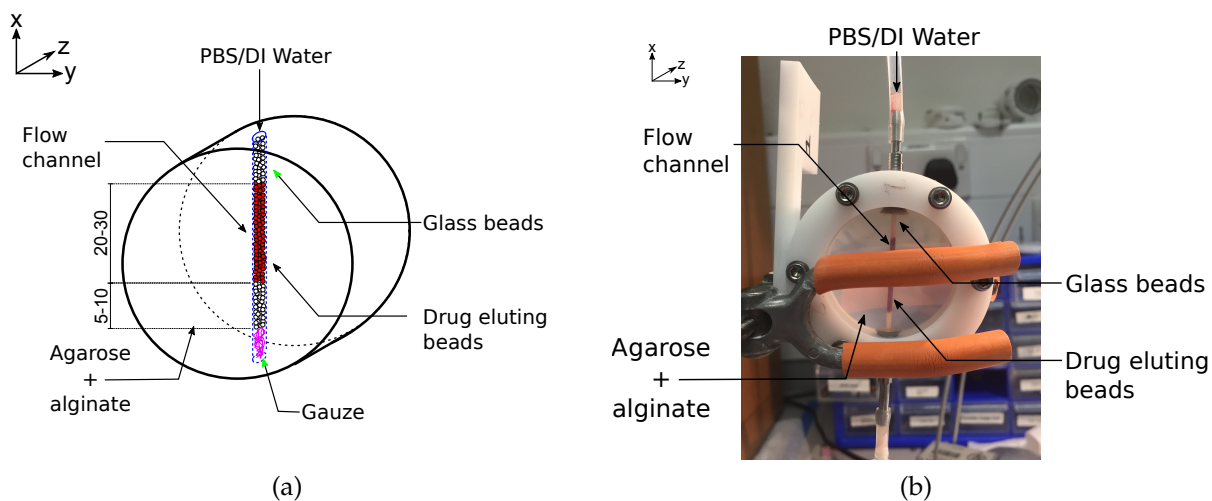 x
z
y
PBS/DI Water
Flow
channel
Glass beads
20-30
5-10
Drug eluting
beads
Agarose
+
alginate
Gauze
(a)
x
z
y
PBS/DI Water
Flow
channel
Glass beads
Agarose
+
alginate
Drug eluting
beads
(b)